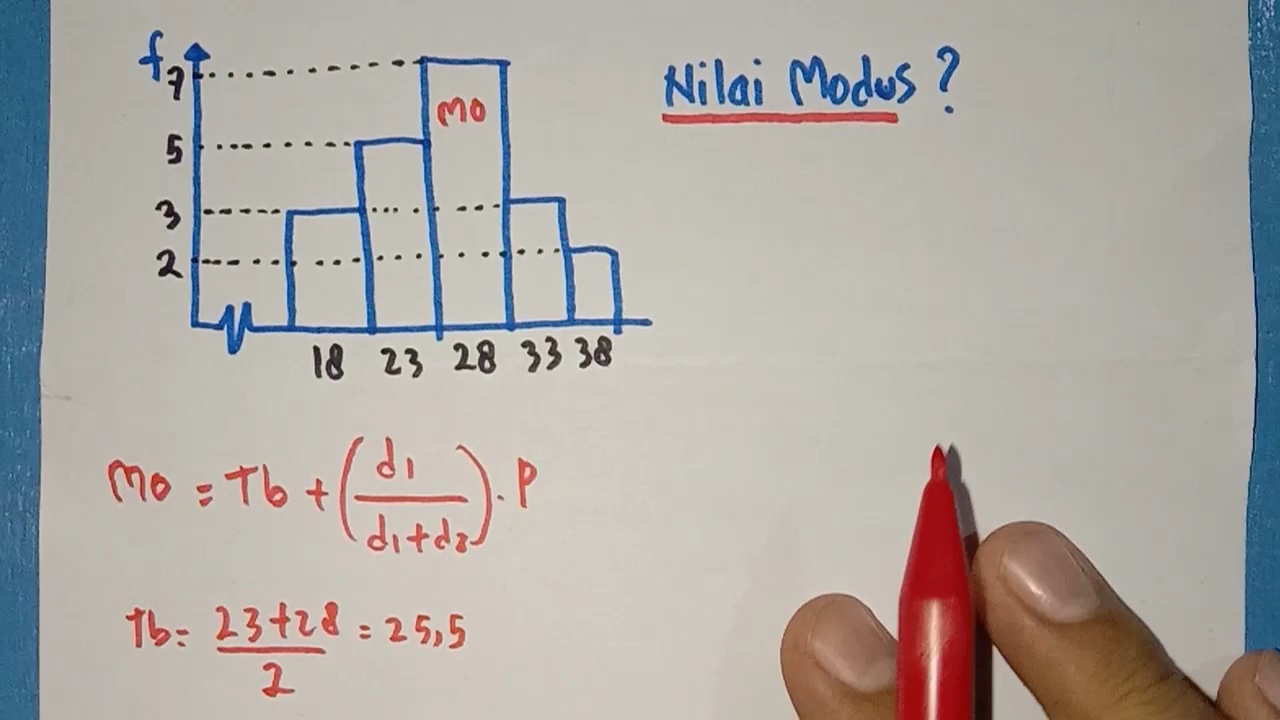 f
7
5
3
2
Mo
18 23 28 33 38
Nilai Modus ?
Mo = Tb + (d1 / d1+d2) . P
Tb = 23+28 / 2 = 25,5